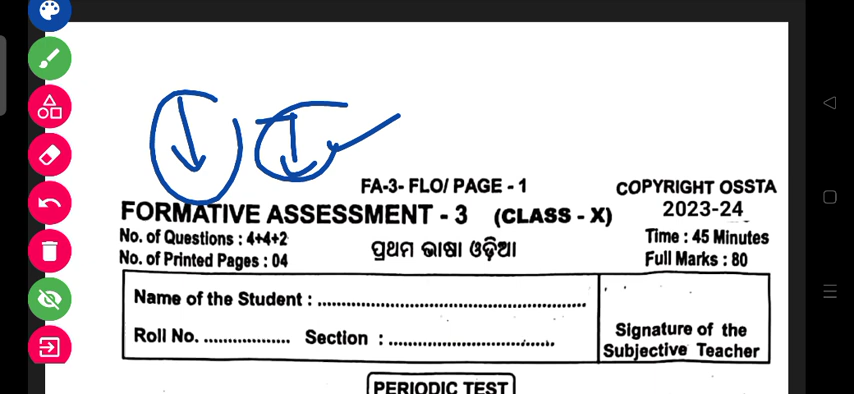 FA-3- FLO/ PAGE - 1
COPYRIGHT OSSTA
2023-24
FORMATIVE ASSESSMENT - 3 (CLASS - X)
No. of Questions : 4+4+2
ପ୍ରଥମ ଭାଷା ଓଡ଼ିଆ
Time : 45 Minutes
No. of Printed Pages : 04
Full Marks : 80
Name of the Student : ..........................................................
Roll No. .................. Section : ...................................
Signature of the
Subjective Teacher
PERIODIC TEST